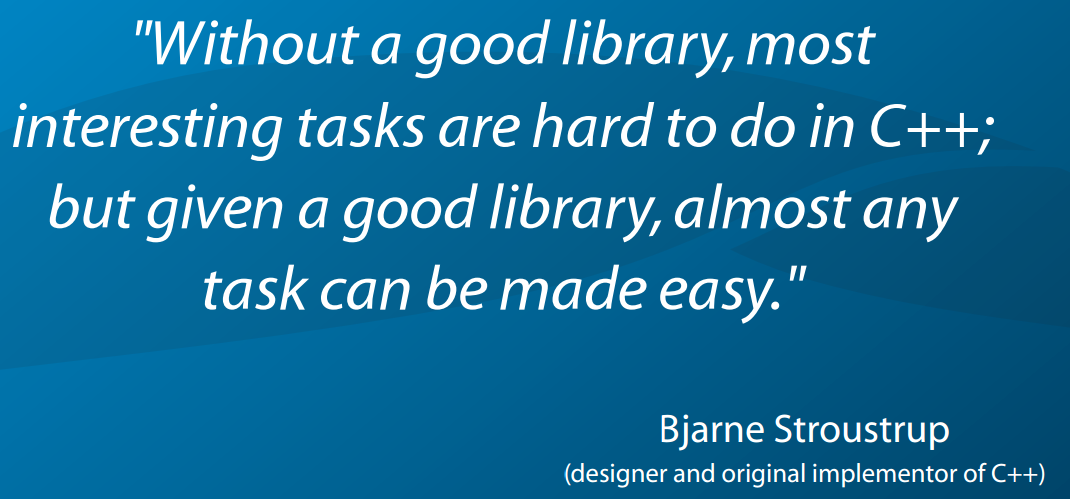 "Without a good library, most
interesting tasks are hard to do in C++;
but given a good library, almost any
task can be made easy."
Bjarne Stroustrup
(designer and original implementor of C++)